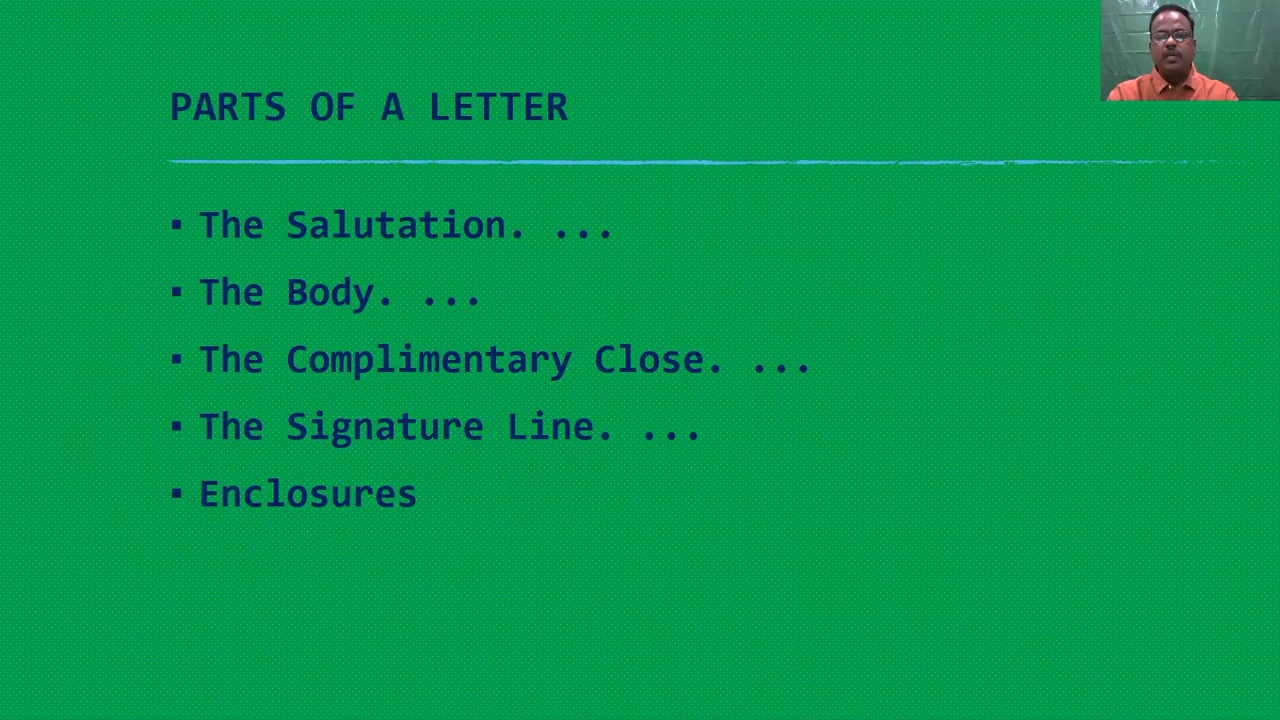 PARTS OF A LETTER
▪ The Salutation. ...
▪ The Body. ...
▪ The Complimentary Close. ...
▪ The Signature Line. ...
▪ Enclosures